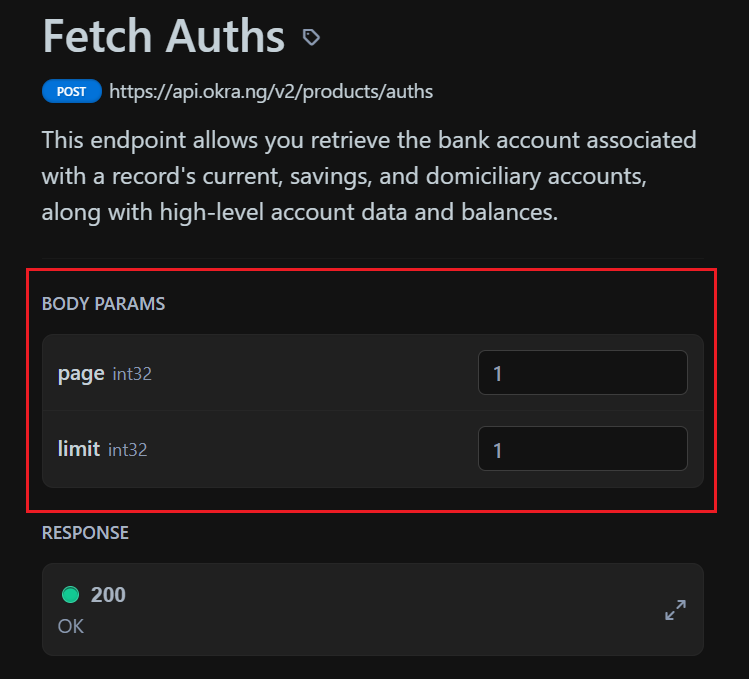 Fetch Auths
POST https://api.okra.ng/v2/products/auths
This endpoint allows you retrieve the bank account associated
with a record's current, savings, and domiciliary accounts,
along with high-level account data and balances.
BODY PARAMS
page int32 1
limit int32 1
RESPONSE
200
OK